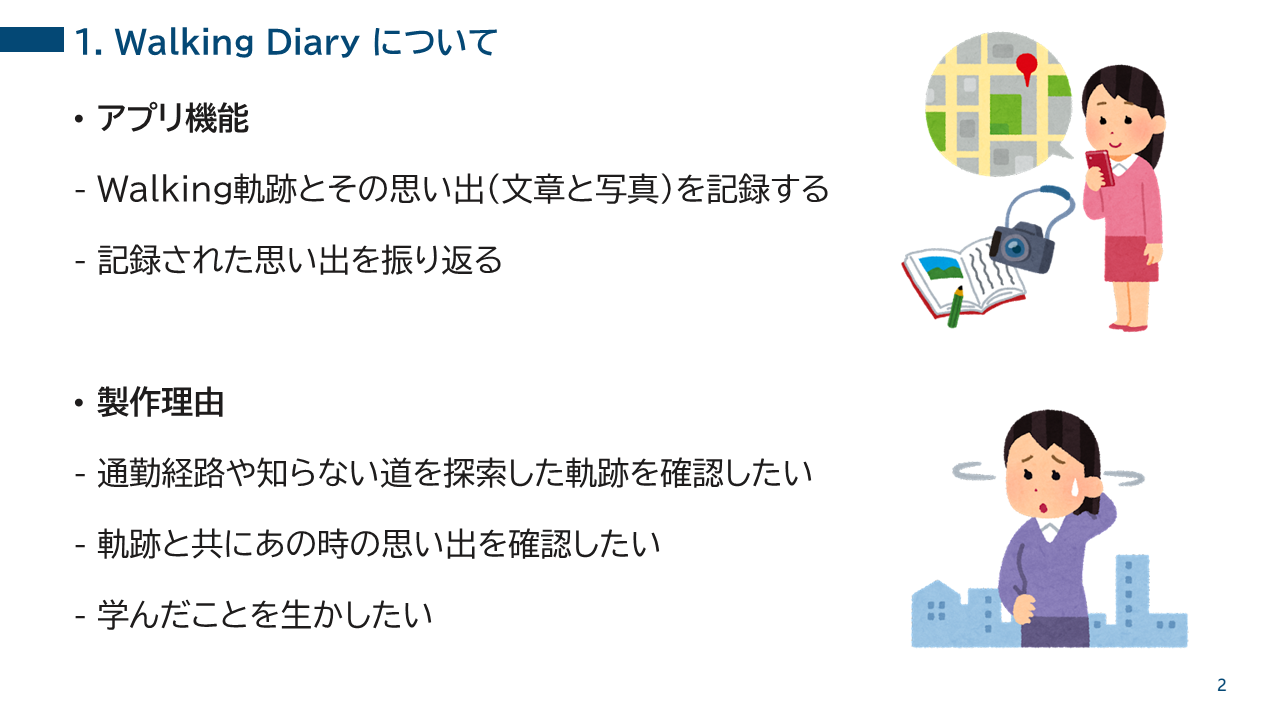 1. Walking Diary について
• アプリ機能
- Walking軌跡とその思い出(文章と写真)を記録する
- 記録された思い出を振り返る
• 製作理由
- 通勤経路や知らない道を探索した軌跡を確認したい
- 軌跡と共にあの時の思い出を確認したい
- 学んだことを生かしたい
2